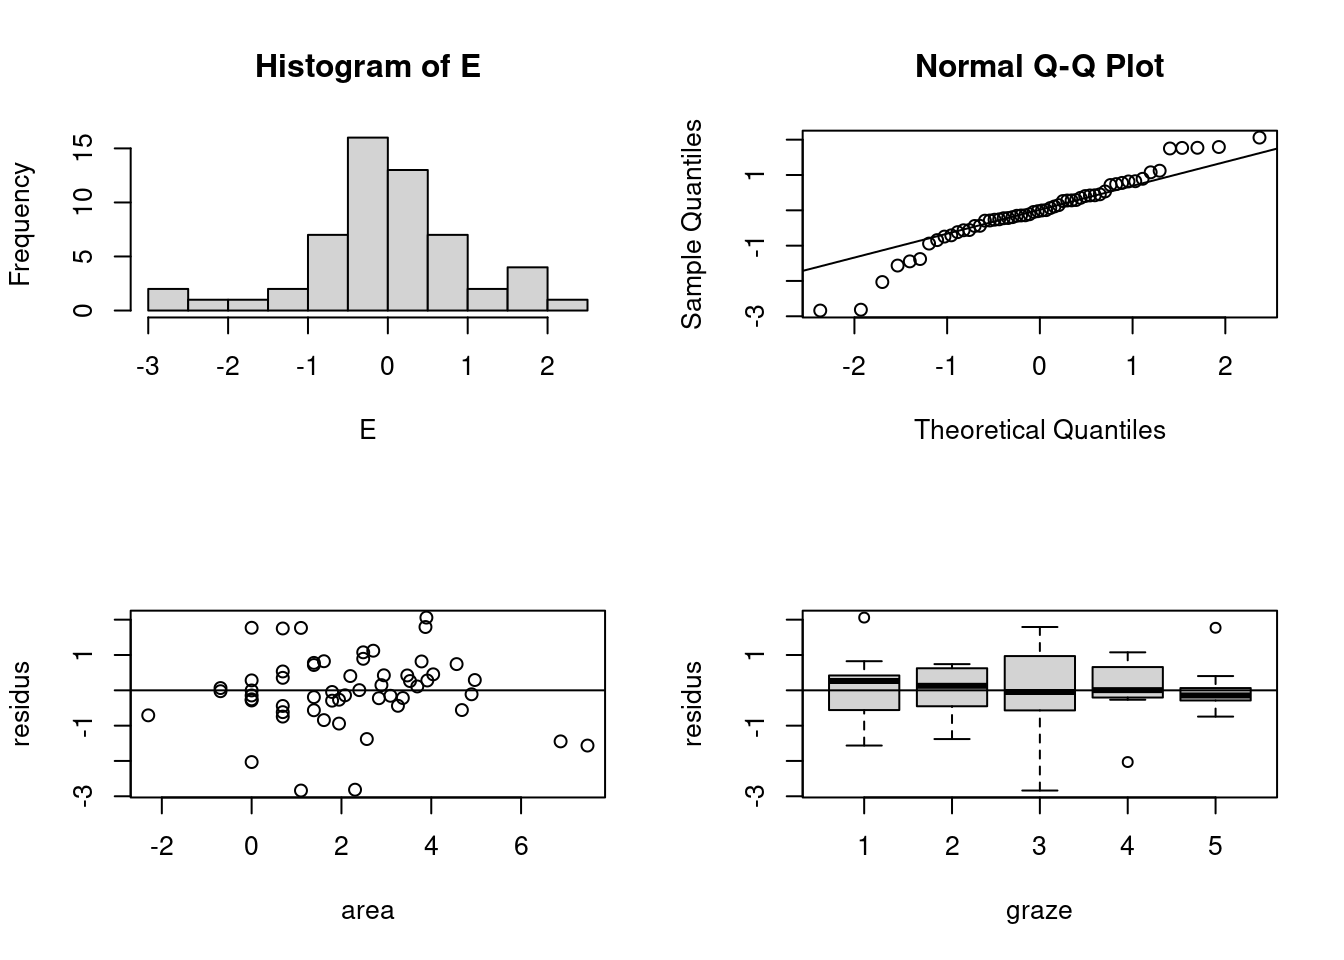 Histogram of E
Frequency
15
10
5
0
-3 -2 -1 0 1 2
E
Normal Q-Q Plot
Sample Quantiles
1
-1
-3
-2 -1 0 1 2
Theoretical Quantiles
residus
1
-1
-3
-2 0 2 4 6
area
residus
1
-1
-3
1 2 3 4 5
graze